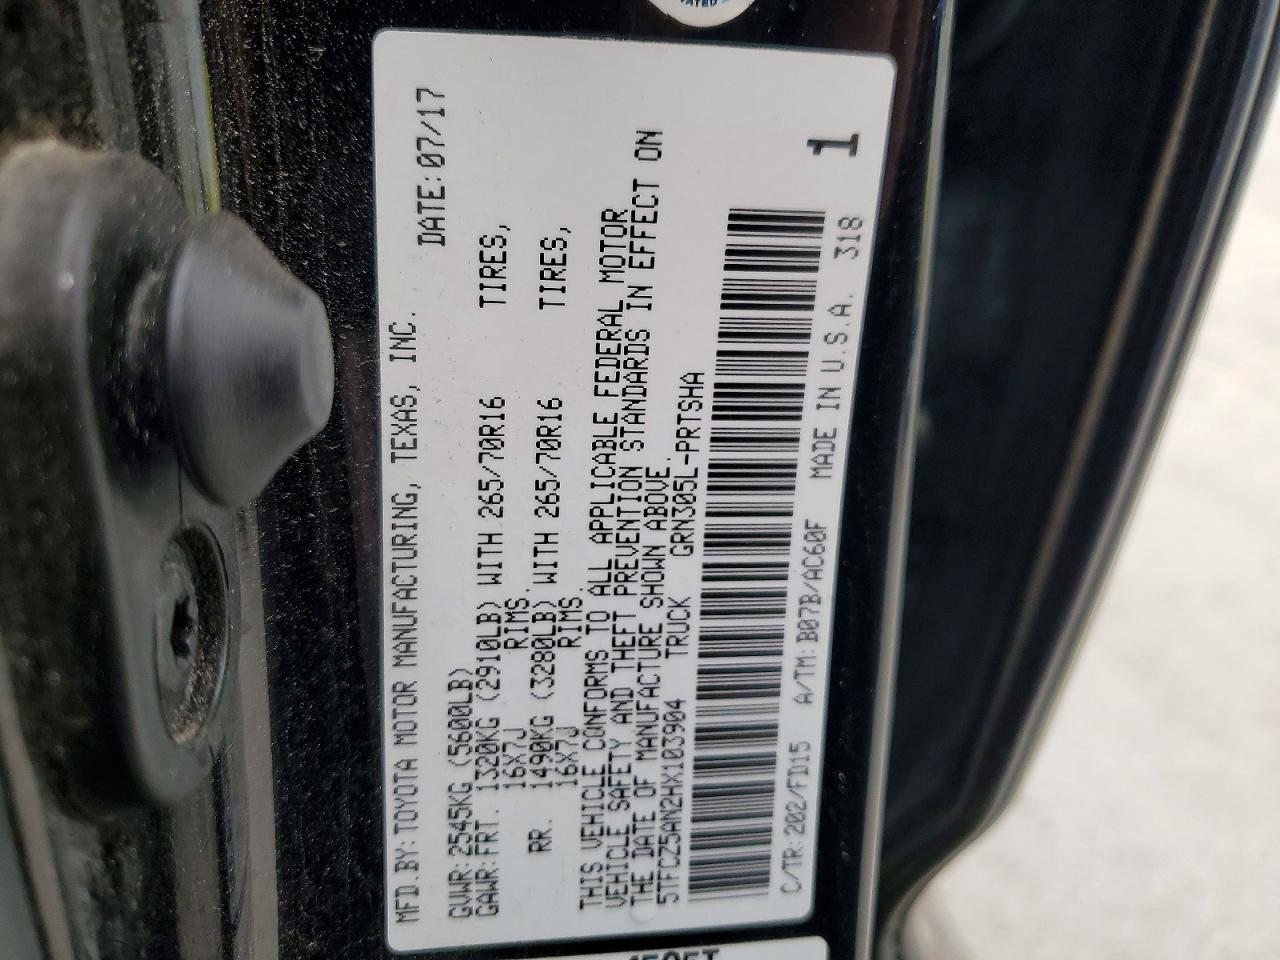 MFD.BY:TOYOTA MOTOR MANUFACTURING, TEXAS, INC. DATE:07/17
GVWR:2545KG (5600LB)
GAWR:FRT. 1320KG (2910LB) WITH 265/70R16 TIRES,
16X7J RIMS.
RR. 1490KG (3280LB) WITH 265/70R16 TIRES,
16X7J RIMS.
THIS VEHICLE CONFORMS TO ALL APPLICABLE FEDERAL MOTOR
VEHICLE SAFETY AND THEFT PREVENTION STANDARDS IN EFFECT ON
THE DATE OF MANUFACTURE SHOWN ABOVE.
5TFCZ5AN2HX103904 TRUCK GRN305L-PRTSHA
C/TR:202/FD15 A/TM:B07B/AC60F MADE IN U.S.A. 318 1